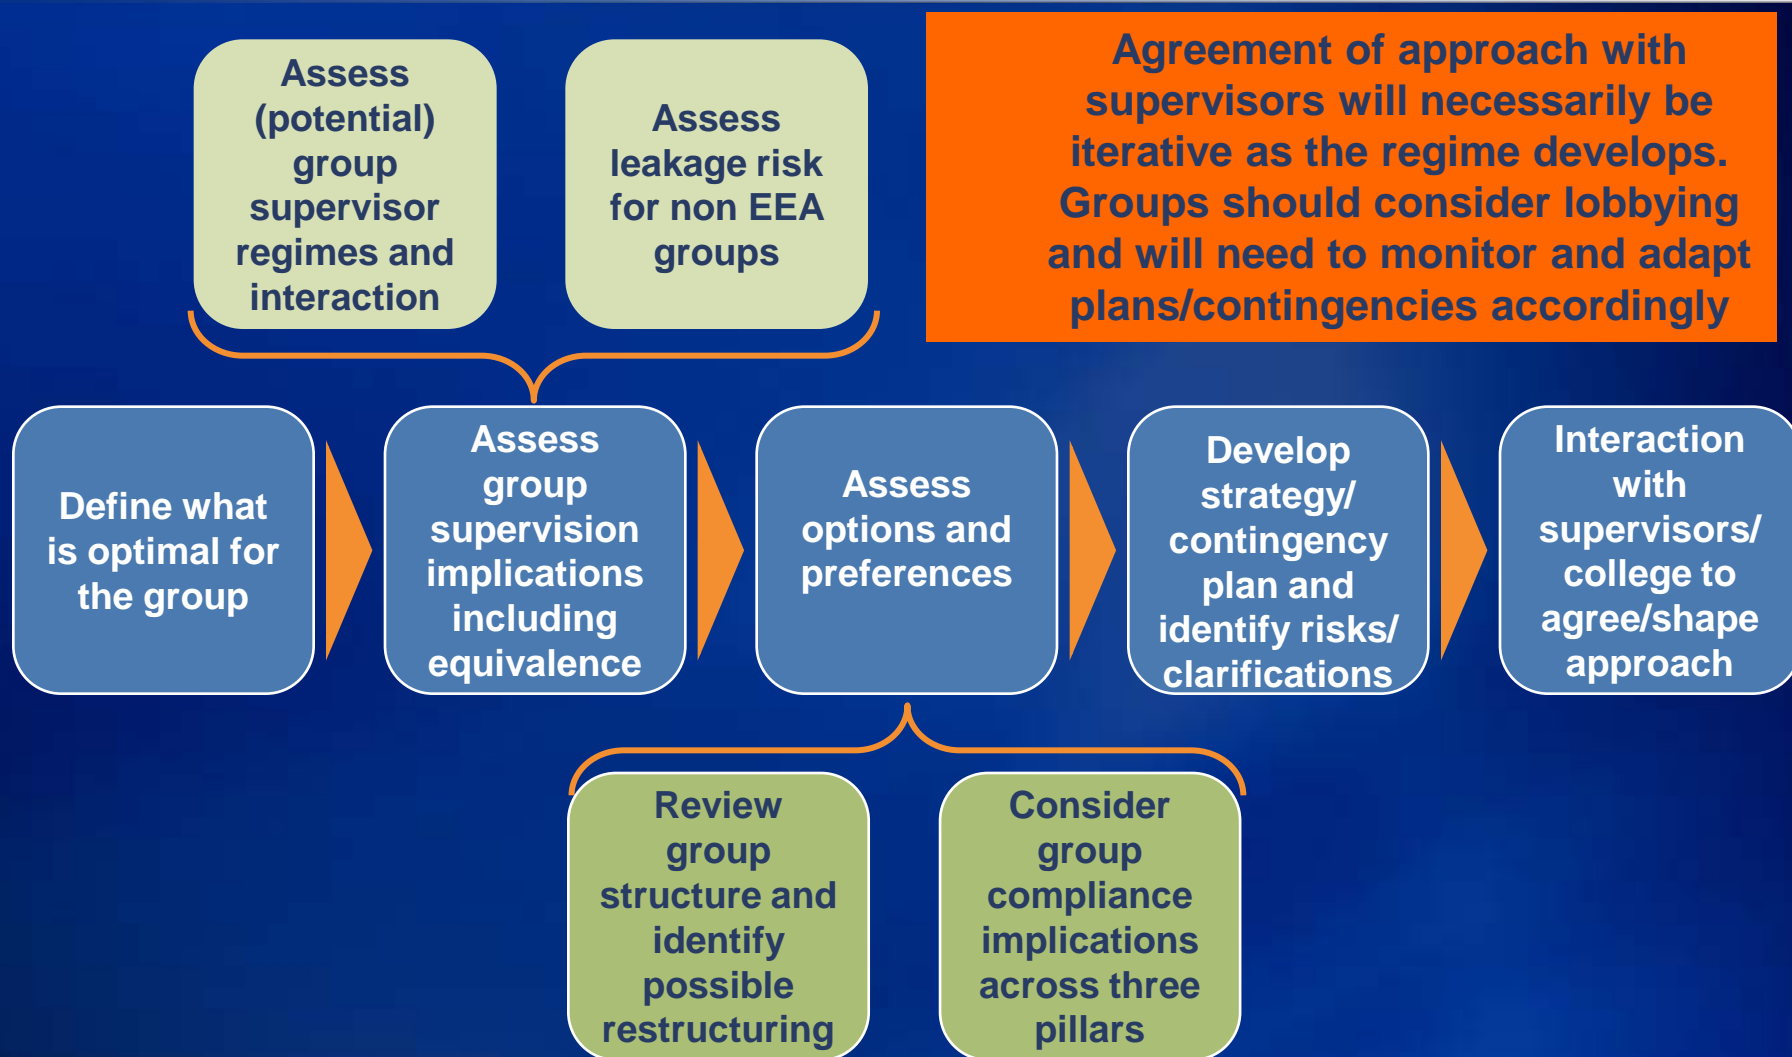 Assess
(potential)
group
supervisor
regimes and
interaction
Assess
leakage risk
for non EEA
groups
Agreement of approach with
supervisors will necessarily be
iterative as the regime develops.
Groups should consider lobbying
and will need to monitor and adapt
plans/contingencies accordingly
Define what
is optimal for
the group
Assess
group
supervision
implications
including
equivalence
Assess
options and
preferences
Develop
strategy/
contingency
plan and
identify risks/
clarifications
Interaction
with
supervisors/
college to
agree/shape
approach
Review
group
structure and
identify
possible
restructuring
Consider
group
compliance
implications
across three
pillars